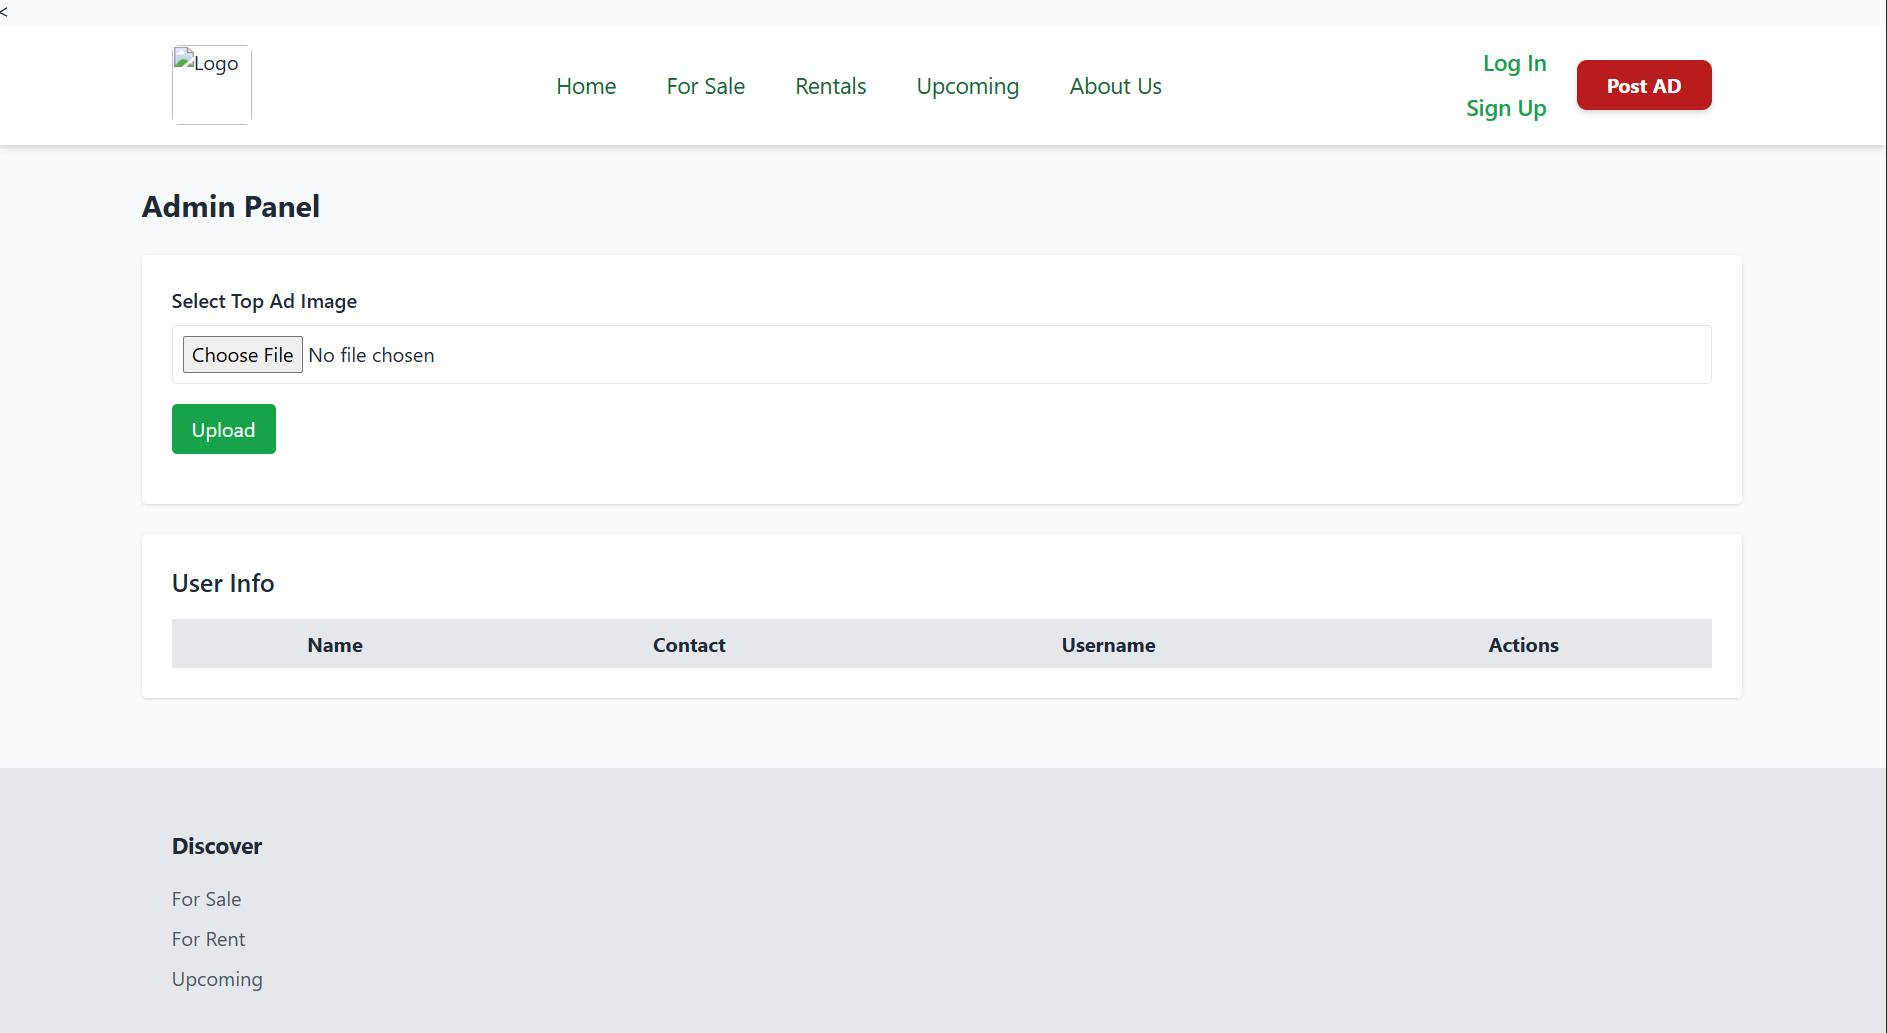 <
Logo
Home For Sale Rentals Upcoming About Us
Log In
Sign Up
Post AD
Admin Panel
Select Top Ad Image
Choose File No file chosen
Upload
User Info
Name Contact Username Actions
Discover
For Sale
For Rent
Upcoming